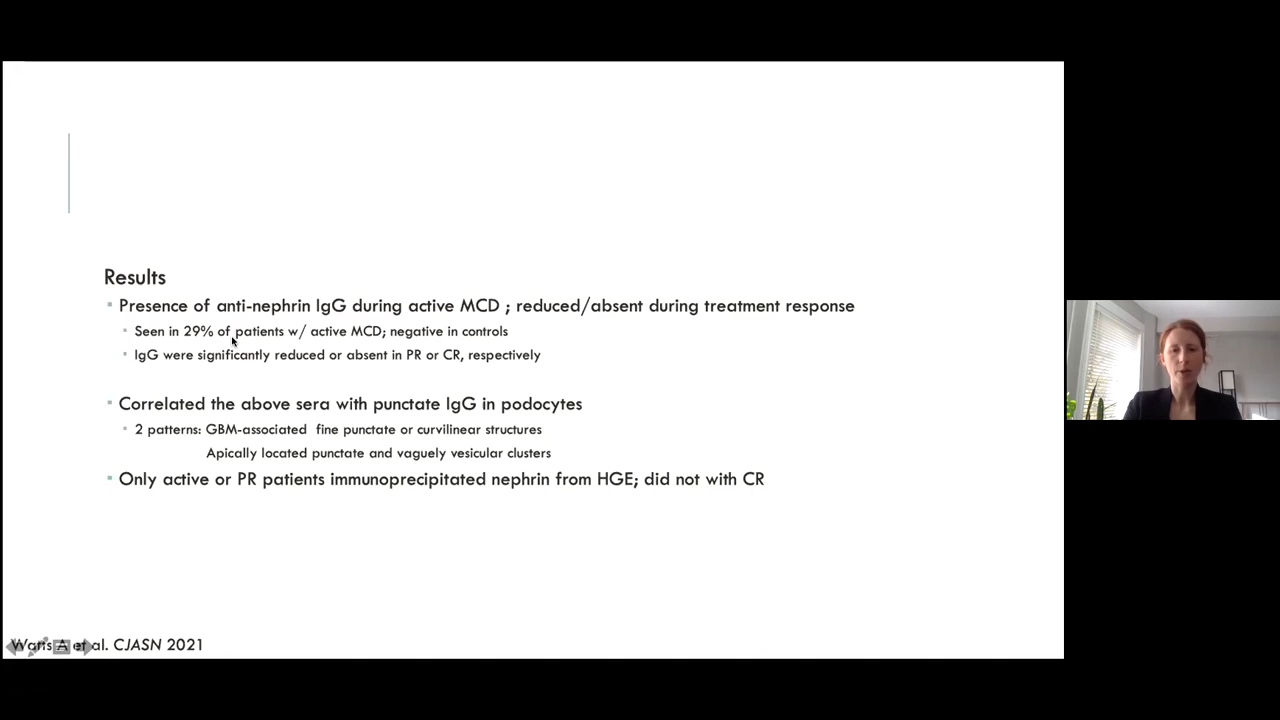 Results
Presence of anti-nephrin IgG during active MCD ; reduced/absent during treatment response
Seen in 29% of patients w/ active MCD; negative in controls
IgG were significantly reduced or absent in PR or CR, respectively
Correlated the above sera with punctate IgG in podocytes
2 patterns: GBM-associated fine punctate or curvilinear structures
Apically located punctate and vaguely vesicular clusters
Only active or PR patients immunoprecipitated nephrin from HGE; did not with CR
Watts A et al. CJASN 2021